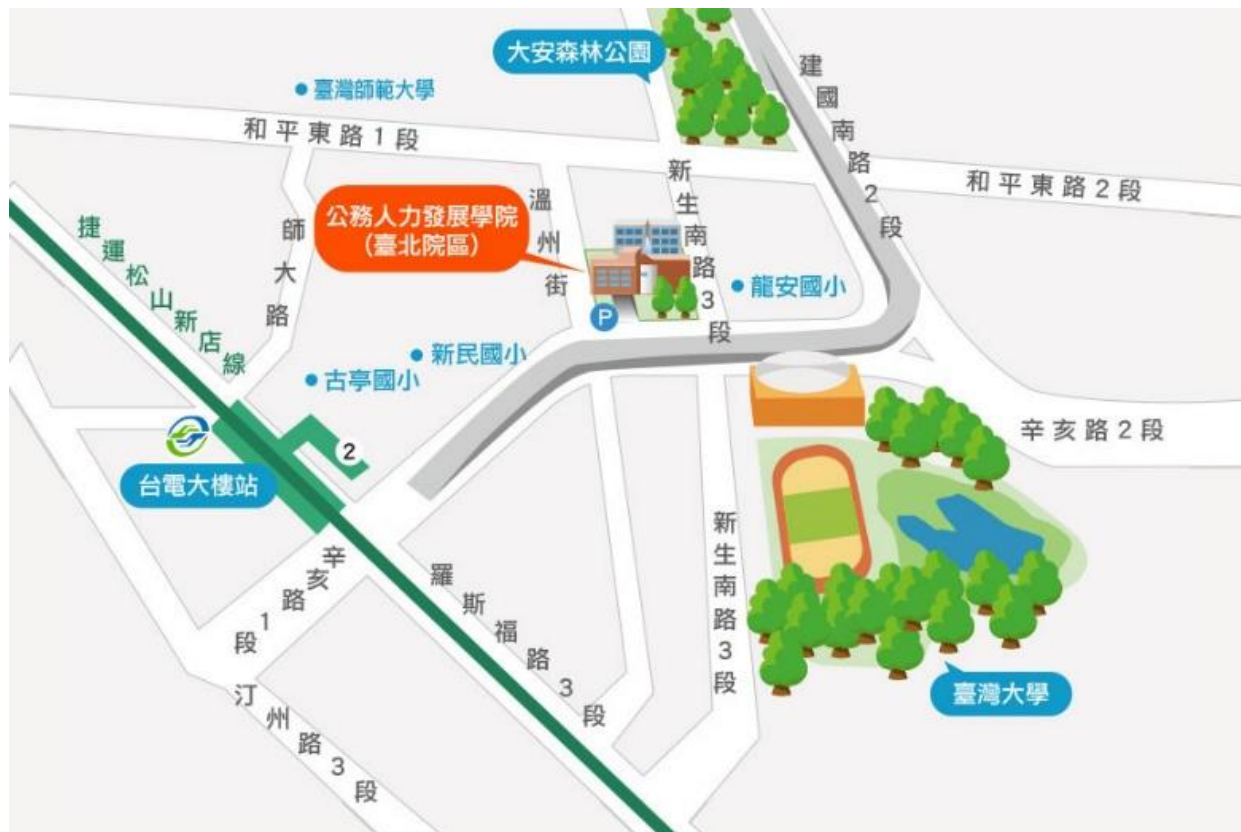 大安森林公園
建國南路2段
臺灣師範大學
和平東路1段
和平東路2段
新生南路3段
溫州街
公務人力發展學院
(臺北院區)
師大路
捷運松山新店線
龍安國小
P
新民國小
古亭國小
2
台電大樓站
辛亥路2段
辛亥路1段
羅斯福路3段
新生南路3段
汀州路3段
臺灣大學